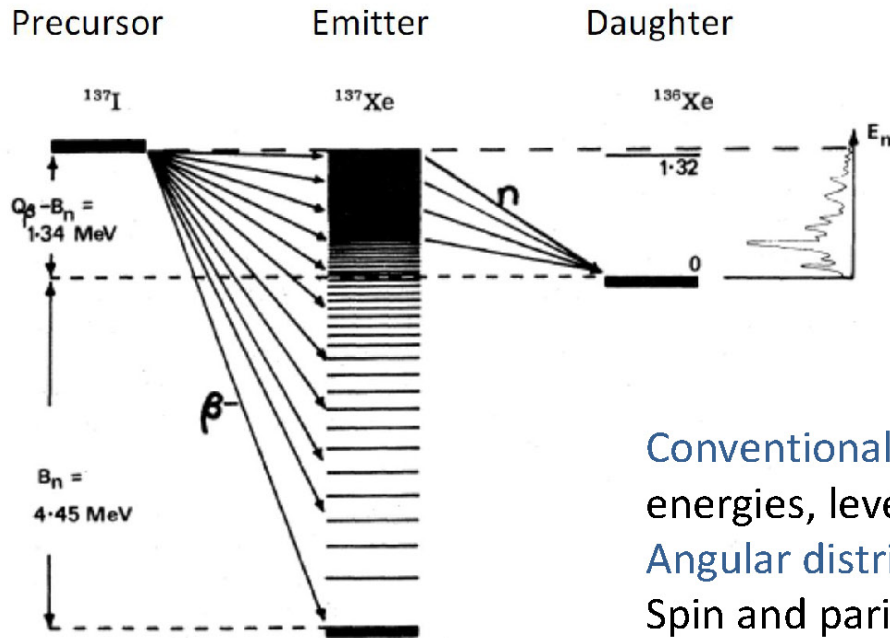 Precursor Emitter Daughter
¹³⁷I ¹³⁷Xe ¹³⁶Xe
Eₙ
1·32
n
Qᵦ-Bₙ =
1·34 MeV
0
β-
Bₙ =
4·45 MeV
Conventional
energies, leve
Angular distri
Spin and pari